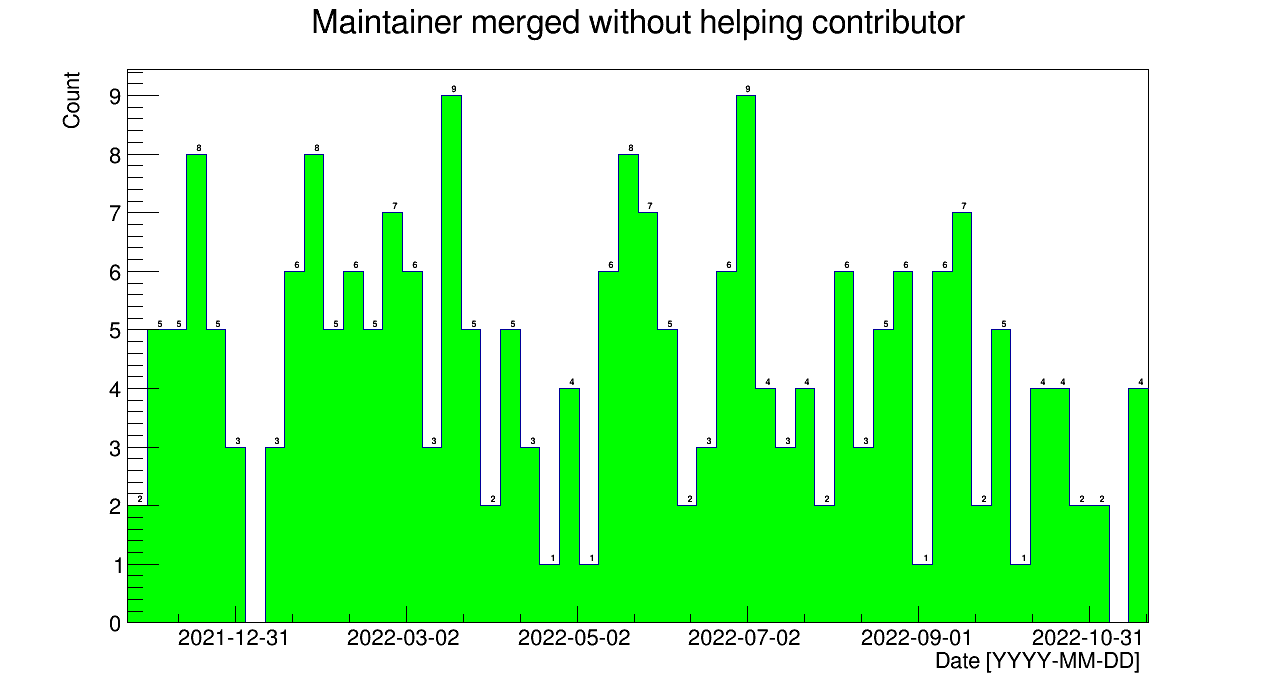 Maintainer merged without helping contributor
Count
9
8
7
6
5
4
3
2
1
0
2 5 5 8 5 3 3 6 8 5 6 5 7 6 3 9 5 2 5 3 1 4 1 6 8 7 5 2 3 6 9 4 3 4 2 6 3 5 6 1 6 7 2 5 1 4 4 2 2 4
2021-12-31 2022-03-02 2022-05-02 2022-07-02 2022-09-01 2022-10-31
Date [YYYY-MM-DD]